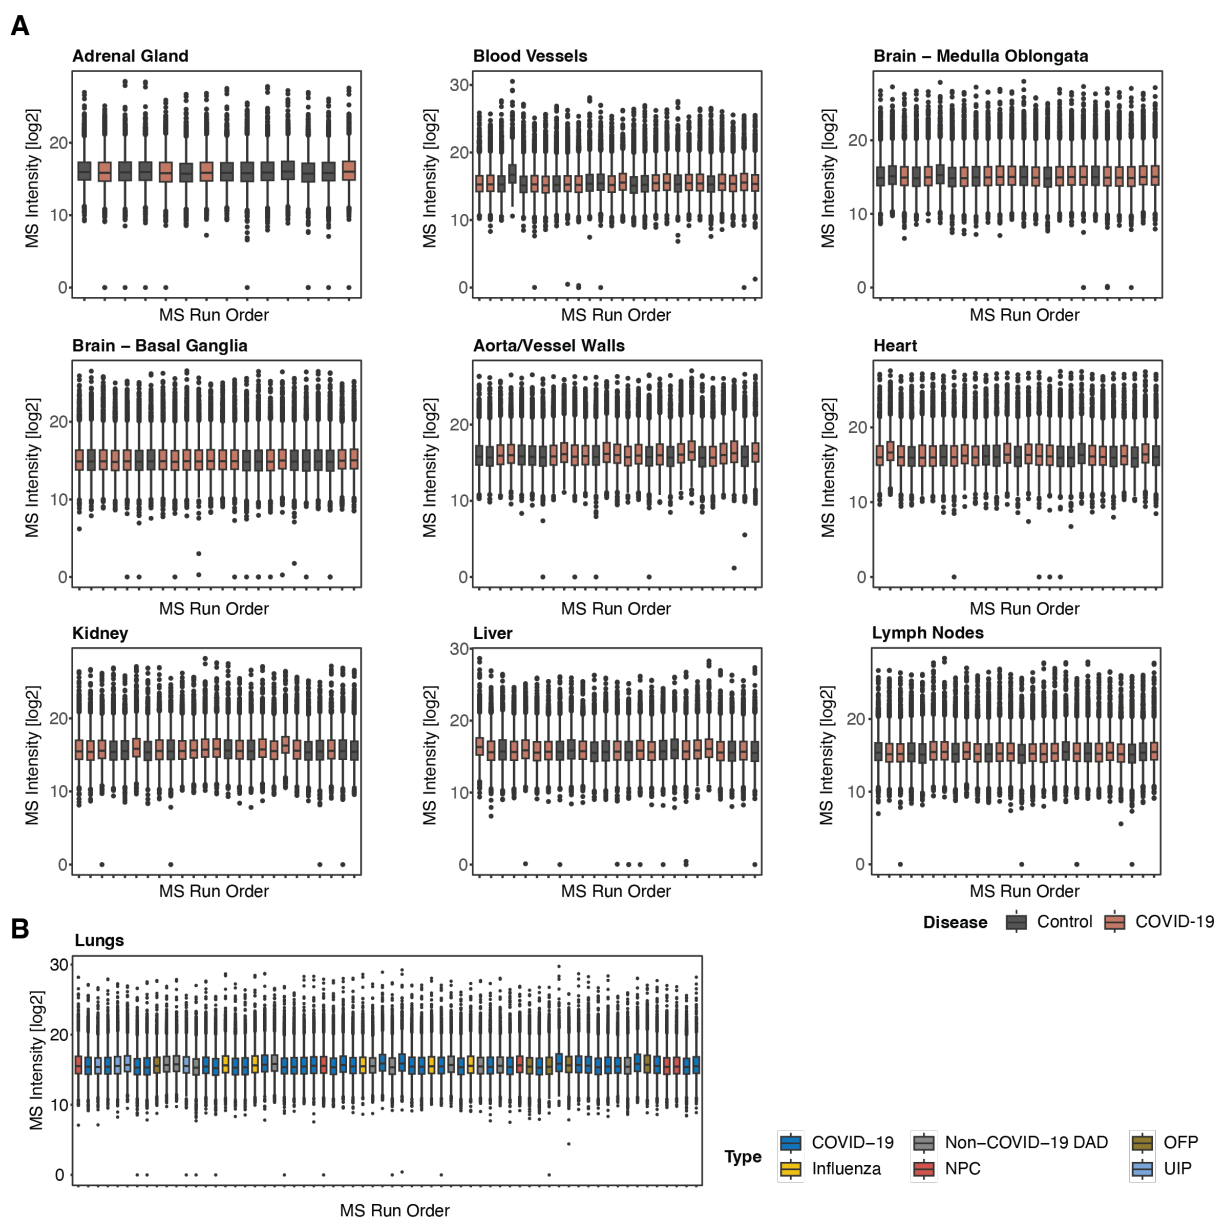 A
Adrenal Gland
Blood Vessels
Brain – Medulla Oblongata
MS Intensity [log2]
20
10
0
MS Intensity [log2]
30
20
10
0
MS Intensity [log2]
20
10
0
MS Run Order
MS Run Order
MS Run Order
Brain – Basal Ganglia
Aorta/Vessel Walls
Heart
MS Intensity [log2]
20
10
0
MS Intensity [log2]
20
10
0
MS Intensity [log2]
20
10
0
MS Run Order
MS Run Order
MS Run Order
Kidney
Liver
Lymph Nodes
MS Intensity [log2]
20
10
0
MS Intensity [log2]
30
20
10
0
MS Intensity [log2]
20
10
0
MS Run Order
MS Run Order
MS Run Order
Disease Control COVID-19
B
Lungs
MS Intensity [log2]
30
20
10
0
MS Run Order
Type
COVID−19 Non−COVID−19 DAD OFP
Influenza NPC UIP